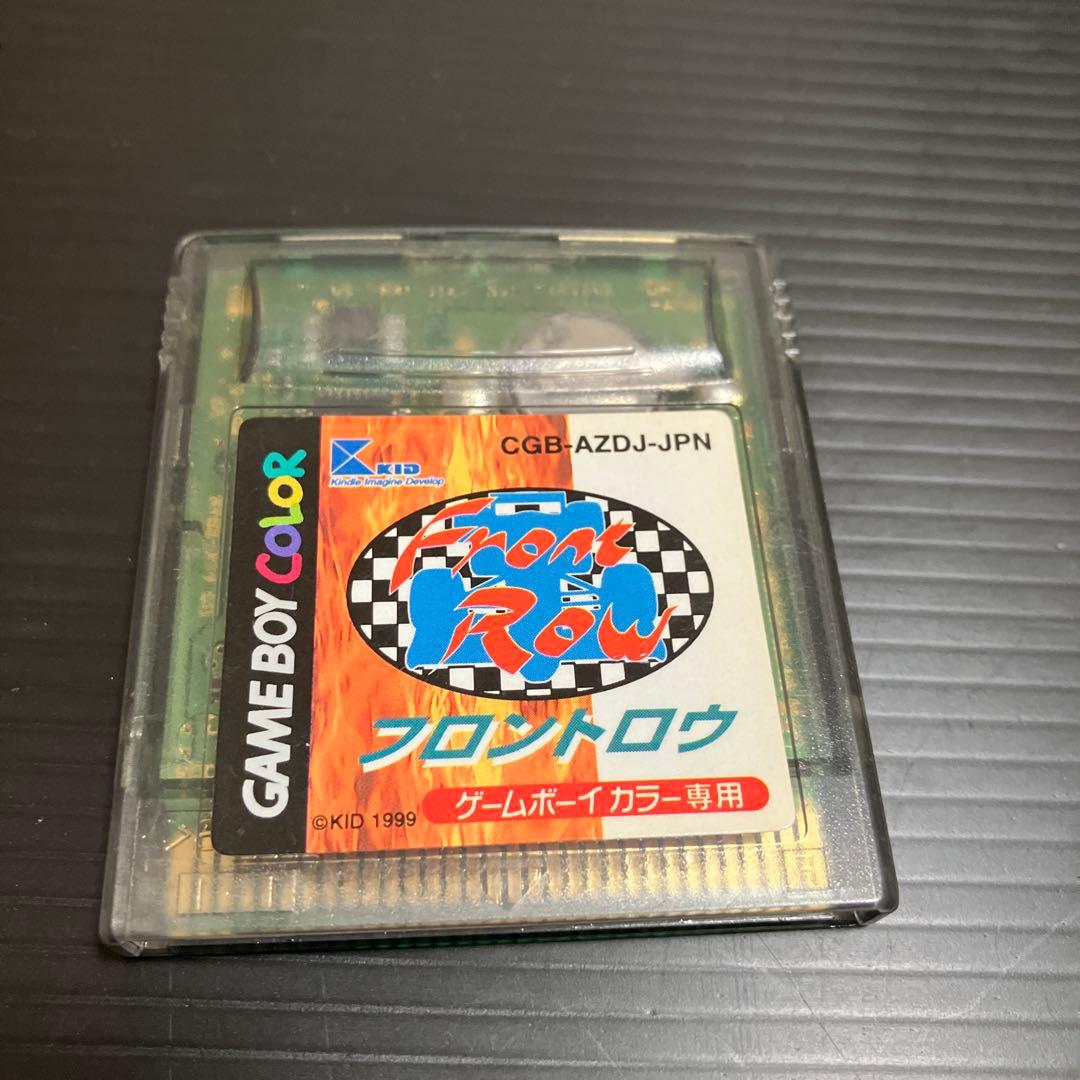 CGB-AZDJ-JPN
KID
Kindle Imagine Develop
GAME BOY COLOR
Front
Row
フロントロウ
ゲームボーイカラー専用
©KID 1999